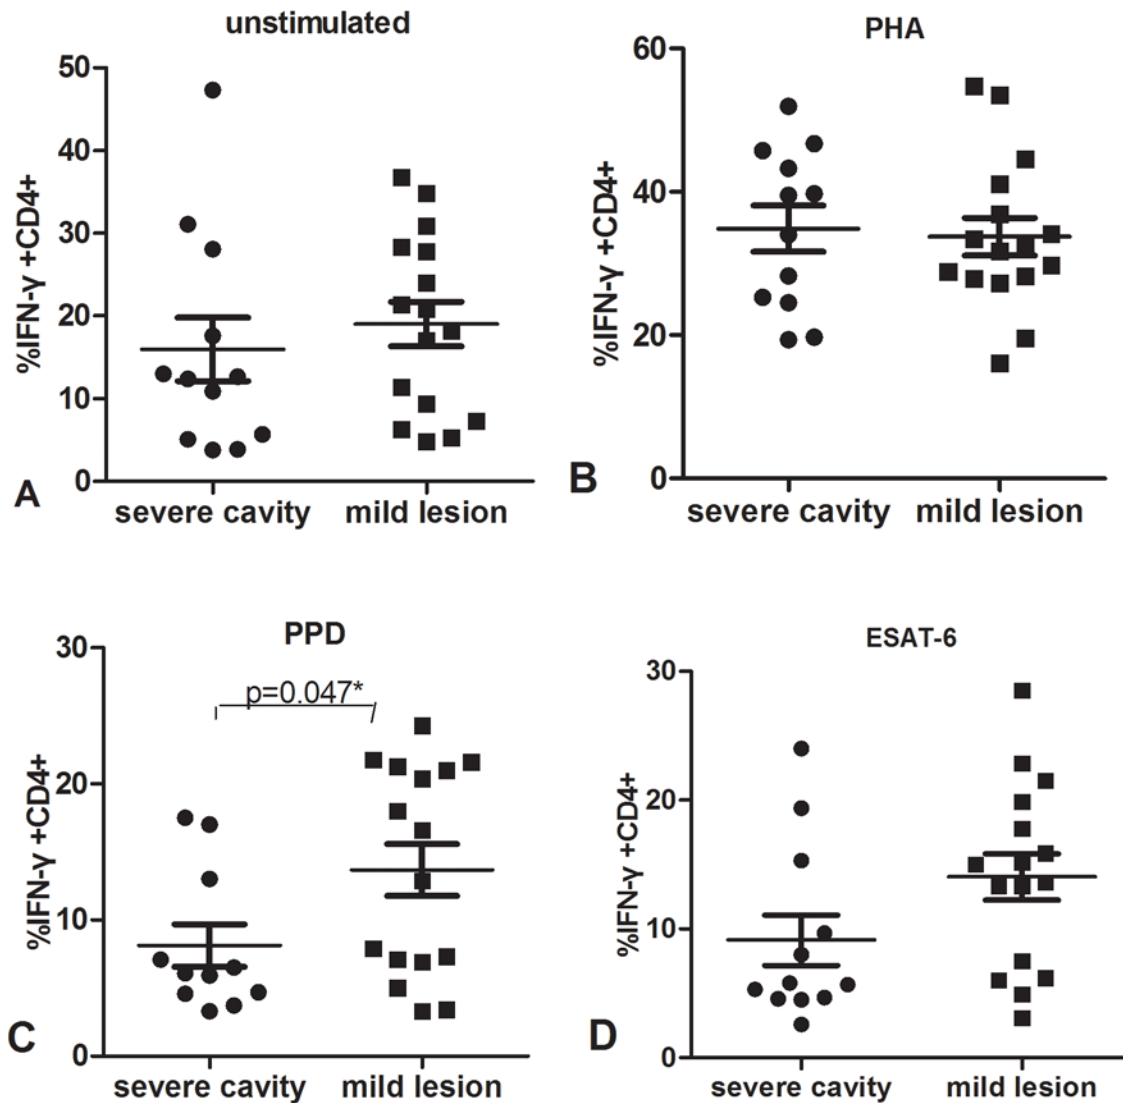 unstimulated
%IFN-γ +CD4+
50
40
30
20
10
0
severe cavity
mild lesion
A
PHA
%IFN-γ +CD4+
60
40
20
0
severe cavity
mild lesion
B
PPD
p=0.047*
%IFN-γ +CD4+
30
20
10
0
severe cavity
mild lesion
C
ESAT-6
%IFN-γ +CD4+
30
20
10
0
severe cavity
mild lesion
D